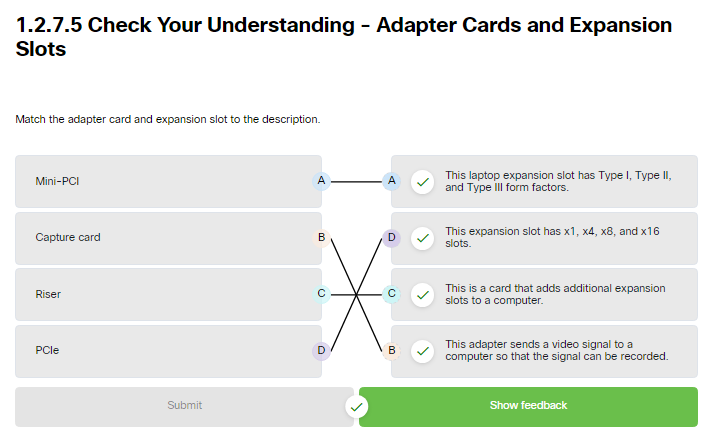 1.2.7.5 Check Your Understanding - Adapter Cards and Expansion
Slots
Match the adapter card and expansion slot to the description.
Mini-PCI
A
A
This laptop expansion slot has Type I, Type II,
and Type III form factors.
Capture card
B
D
This expansion slot has x1, x4, x8, and x16
slots.
Riser
C
C
This is a card that adds additional expansion
slots to a computer.
PCIe
D
B
This adapter sends a video signal to a
computer so that the signal can be recorded.
Submit
Show feedback